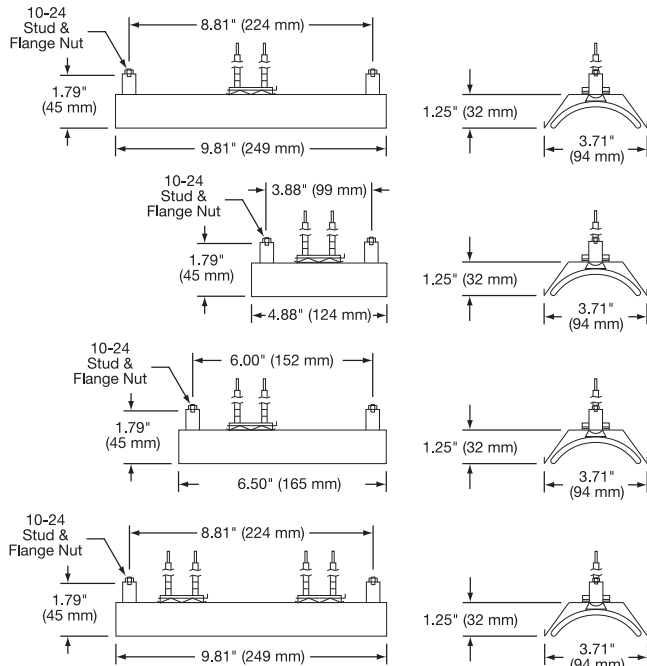 10-24
Stud &
Flange Nut
8.81" (224 mm)
1.79"
(45 mm)
9.81" (249 mm)
1.25" (32 mm)
3.71"
(94 mm)
10-24
Stud &
Flange Nut
3.88" (99 mm)
1.79"
(45 mm)
4.88" (124 mm)
1.25" (32 mm)
3.71"
(94 mm)
10-24
Stud &
Flange Nut
6.00" (152 mm)
1.79"
(45 mm)
6.50" (165 mm)
1.25" (32 mm)
3.71"
(94 mm)
10-24
Stud &
Flange Nut
8.81" (224 mm)
1.79"
(45 mm)
9.81" (249 mm)
1.25" (32 mm)
3.71"
(94 mm)